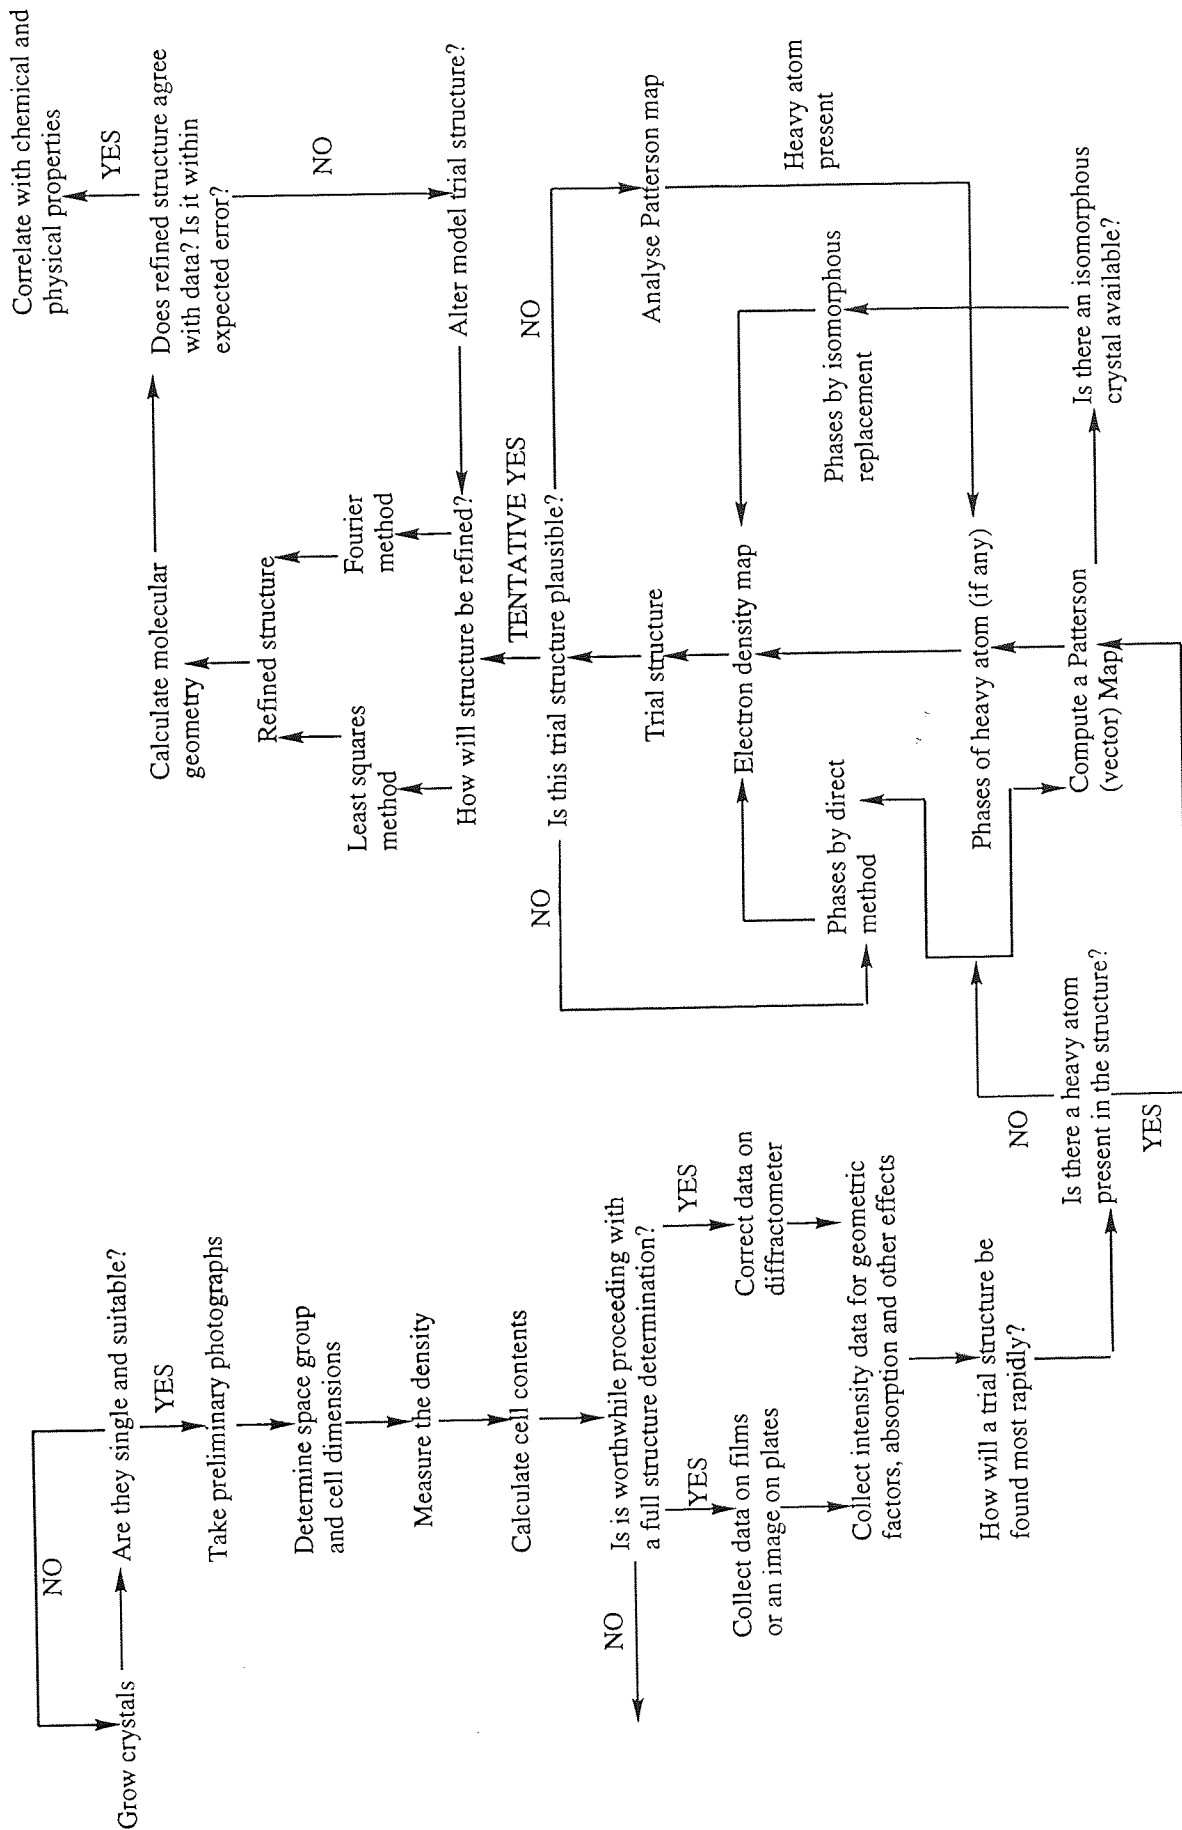 NO
Grow crystals
Are they single and suitable?
YES
Take preliminary photographs
Determine space group
and cell dimensions
Measure the density
Calculate cell contents
Is is worthwhile proceeding with
a full structure determination?
NO
YES
YES
Collect data on films
or an image on plates
Correct data on
diffractometer
Collect intensity data for geometric
factors, absorption and other effects
How will a trial structure be
found most rapidly?
Is there a heavy atom
present in the structure?
NO
YES
Correlate with chemical and
physical properties
YES
Does refined structure agree
with data? Is it within
expected error?
NO
Calculate molecular
geometry
Refined structure
Least squares
method
Fourier
method
How will structure be refined?
Alter model trial structure?
TENTATIVE YES
Is this trial structure plausible?
NO
NO
Trial structure
Analyse Patterson map
Electron density map
Heavy atom
present
Phases by direct
method
Phases by isomorphous
replacement
Phases of heavy atom (if any)
Compute a Patterson
(vector) Map
Is there an isomorphous
crystal available?